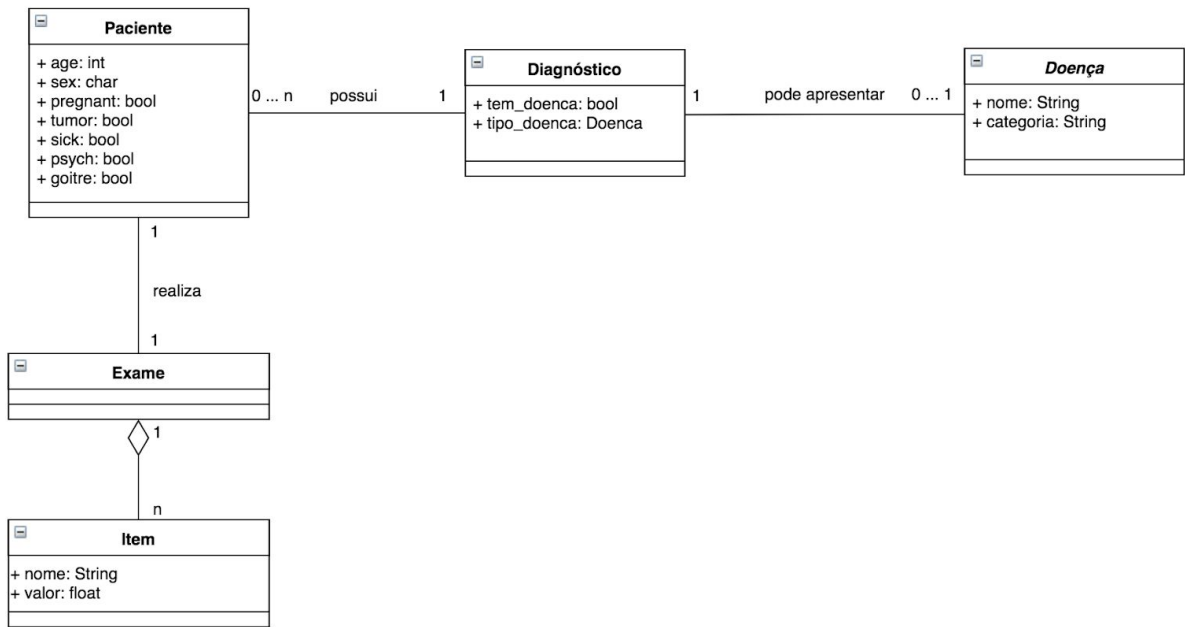 Paciente
+ age: int
+ sex: char
+ pregnant: bool
+ tumor: bool
+ sick: bool
+ psych: bool
+ goitre: bool
0 ... n possui 1
Diagnóstico
+ tem_doenca: bool
+ tipo_doenca: Doenca
1 pode apresentar 0 ... 1
Doença
+ nome: String
+ categoria: String
1
realiza
1
Exame
1
n
Item
+ nome: String
+ valor: float